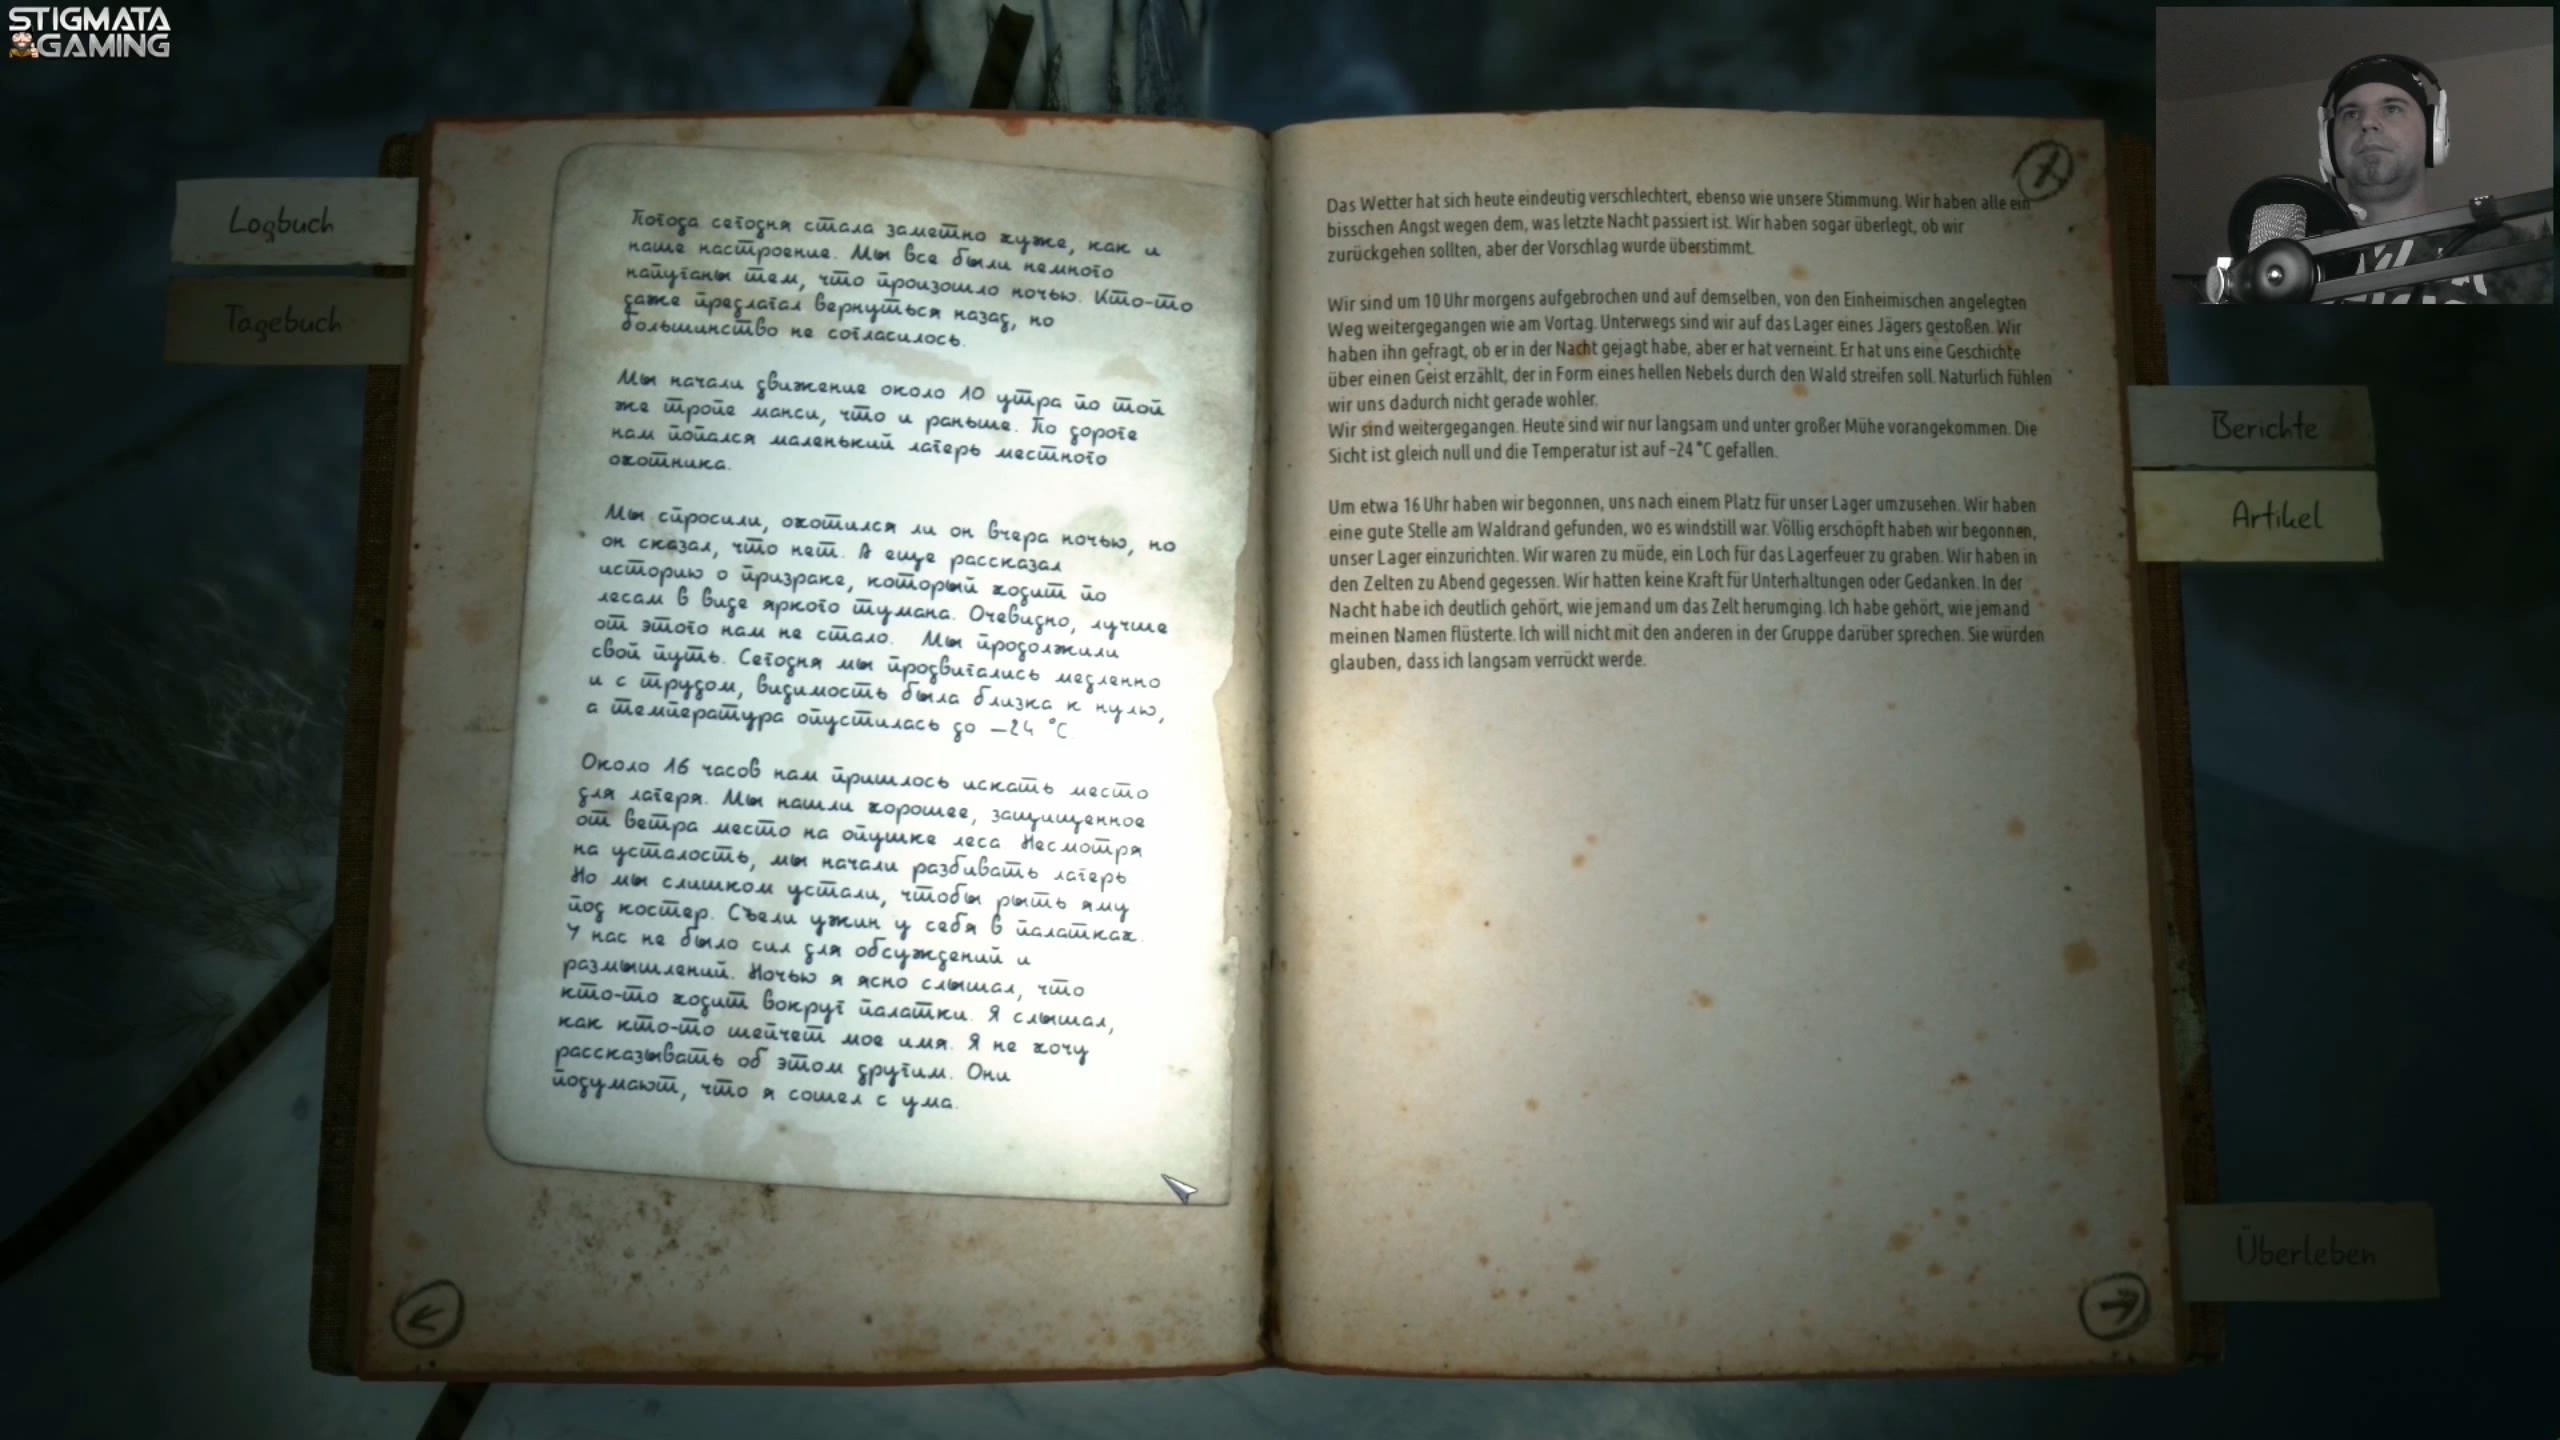 STIGMATA
GAMING
Logbuch
Tagebuch
Погода сегодня стала заметно хуже, как и
наше настроение. Мы все были немного
напуганы тем, что произошло ночью. Кто-то
даже предлагал вернуться назад, но
большинство не согласилось.
Мы начали движение около 10 утра по той
же тропе манси, что и раньше. По дороге
нам попался маленький лагерь местного
охотника.
Мы спросили, охотился ли он вчера ночью, но
он сказал, что нет. А еще рассказал
историю о призраке, который ходит по
лесам в виде яркого тумана. Очевидно, лучше
от этого нам не стало. Мы продолжили
свой путь. Сегодня мы продвигались медленно
и с трудом, видимость была близка к нулю,
а температура опустилась до –24 °C.
Около 16 часов нам пришлось искать место
для лагеря. Мы нашли хорошее, защищенное
от ветра место на опушке леса. Несмотря
на усталость, мы начали разбивать лагерь.
Но мы слишком устали, чтобы рыть яму
под костер. Съели ужин у себя в палатках.
У нас не было сил для обсуждений и
размышлений. Ночью я ясно слышал, что
кто-то ходит вокруг палатки. Я слышал,
как кто-то шепчет мое имя. Я не хочу
рассказывать об этом другим. Они
подумают, что я сошел с ума.
Das Wetter hat sich heute eindeutig verschlechtert, ebenso wie unsere Stimmung. Wir haben alle ein
bisschen Angst wegen dem, was letzte Nacht passiert ist. Wir haben sogar überlegt, ob wir
zurückgehen sollten, aber der Vorschlag wurde überstimmt.
Wir sind um 10 Uhr morgens aufgebrochen und auf demselben, von den Einheimischen angelegten
Weg weitergegangen wie am Vortag. Unterwegs sind wir auf das Lager eines Jägers gestoßen. Wir
haben ihn gefragt, ob er in der Nacht gejagt habe, aber er hat verneint. Er hat uns eine Geschichte
über einen Geist erzählt, der in Form eines hellen Nebels durch den Wald streifen soll. Naturlich fühlen
wir uns dadurch nicht gerade wohler.
Wir sind weitergegangen. Heute sind wir nur langsam und unter großer Mühe vorangekommen. Die
Sicht ist gleich null und die Temperatur ist auf –24 °C gefallen.
Um etwa 16 Uhr haben wir begonnen, uns nach einem Platz für unser Lager umzusehen. Wir haben
eine gute Stelle am Waldrand gefunden, wo es windstill war. Völlig erschöpft haben wir begonnen,
unser Lager einzurichten. Wir waren zu müde, ein Loch für das Lagerfeuer zu graben. Wir haben in
den Zelten zu Abend gegessen. Wir hatten keine Kraft für Unterhaltungen oder Gedanken. In der
Nacht habe ich deutlich gehört, wie jemand um das Zelt herumging. Ich habe gehört, wie jemand
meinen Namen flüsterte. Ich will nicht mit den anderen in der Gruppe darüber sprechen. Sie würden
glauben, dass ich langsam verrückt werde.
Berichte
Artikel
Überleben